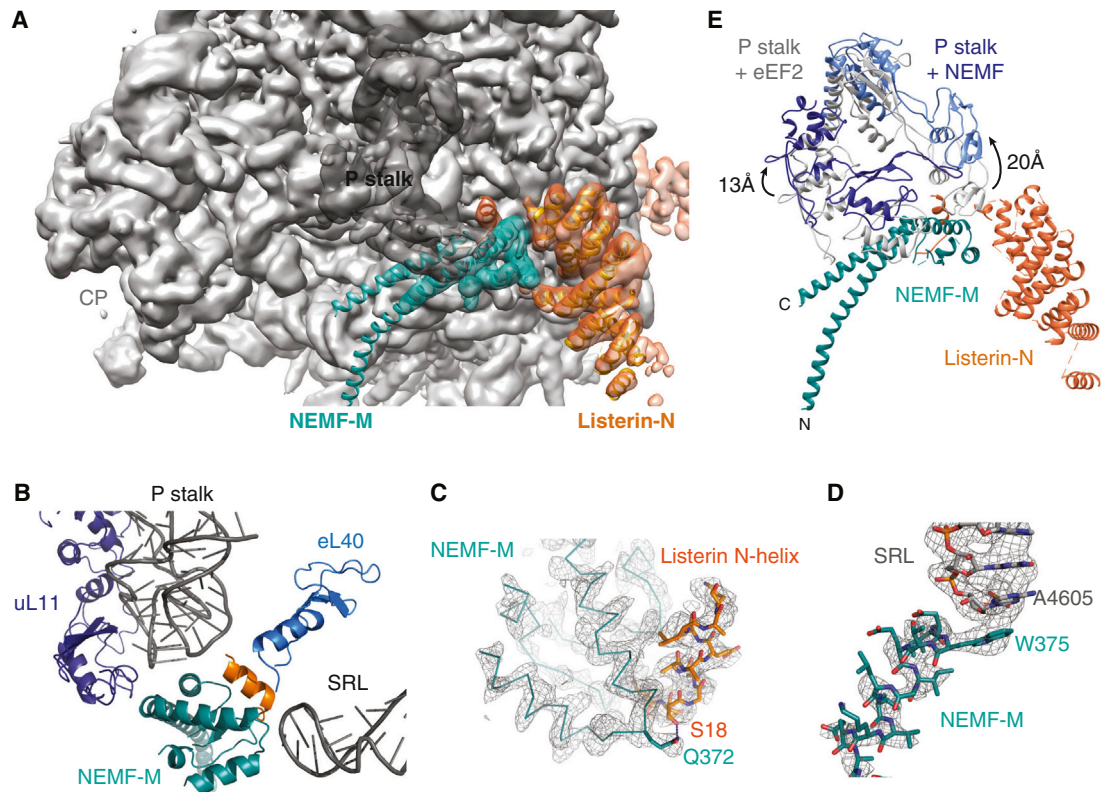 A
P stalk
CP
NEMF-M
Listerin-N
E
P stalk
+ eEF2
P stalk
+ NEMF
13Å
20Å
C
NEMF-M
Listerin-N
N
B
P stalk
eL40
uL11
SRL
NEMF-M
C
NEMF-M
Listerin N-helix
S18
Q372
D
SRL
A4605
W375
NEMF-M